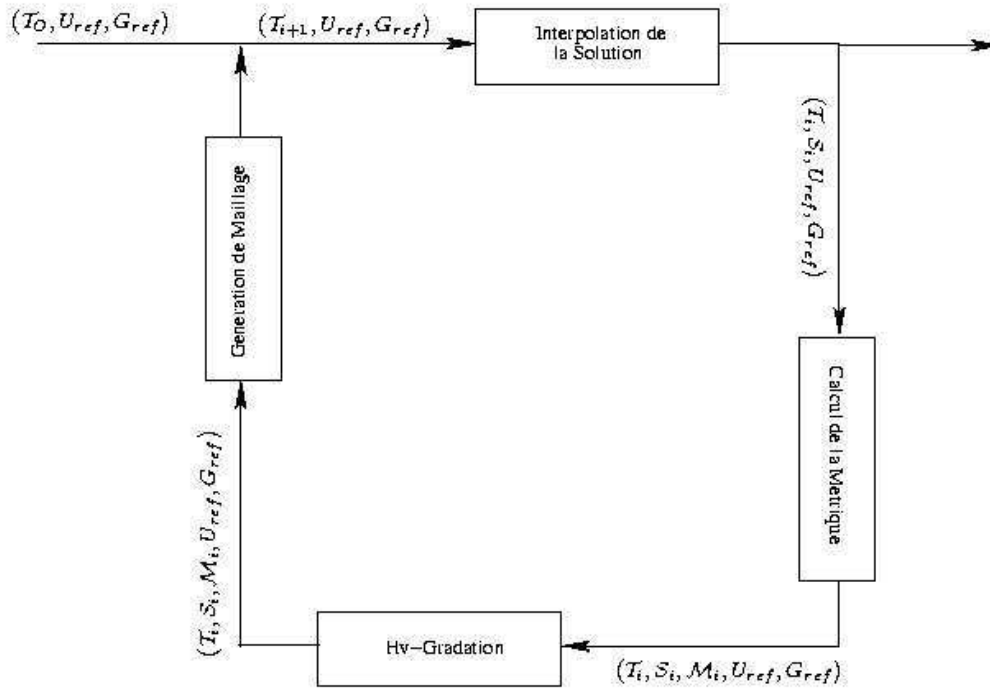 (𝒯₀, U_ref, G_ref)
(𝒯_{i+1}, U_ref, G_ref)
Interpolation de
la Solution
(𝒯_i, 𝒮_i, U_ref, G_ref)
Generation de Maillage
Calcul de la Metrique
(𝒯_i, 𝒮_i, ℳ_i, U_ref, G_ref)
Hv-Gradation
(𝒯_i, 𝒮_i, ℳ_i, U_ref, G_ref)